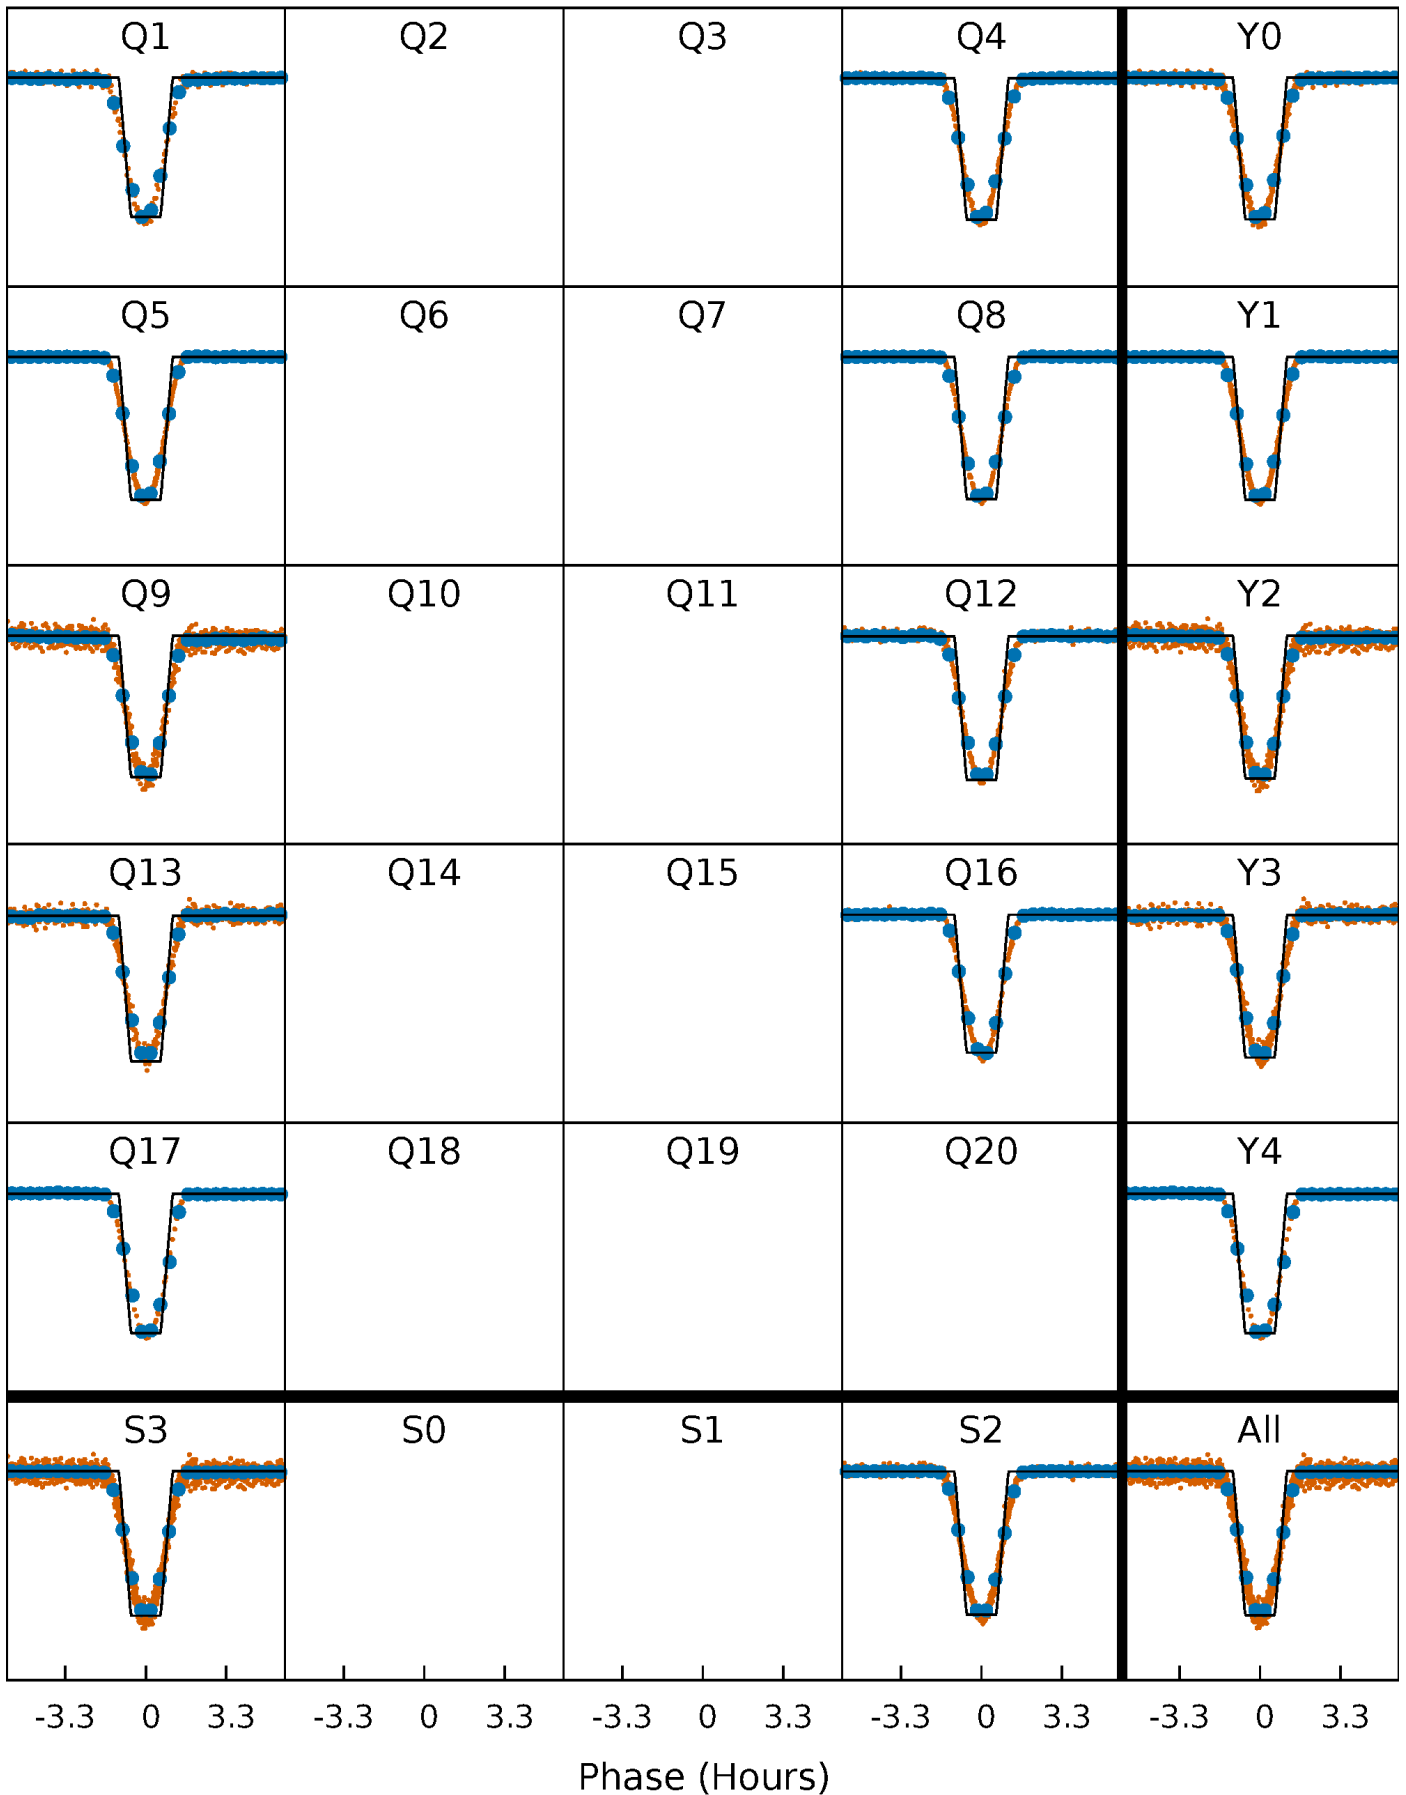 Q1 Q2 Q3 Q4 Y0
Q5 Q6 Q7 Q8 Y1
Q9 Q10 Q11 Q12 Y2
Q13 Q14 Q15 Q16 Y3
Q17 Q18 Q19 Q20 Y4
S3 S0 S1 S2 All
-3.3 0 3.3 -3.3 0 3.3 -3.3 0 3.3 -3.3 0 3.3 -3.3 0 3.3
Phase (Hours)